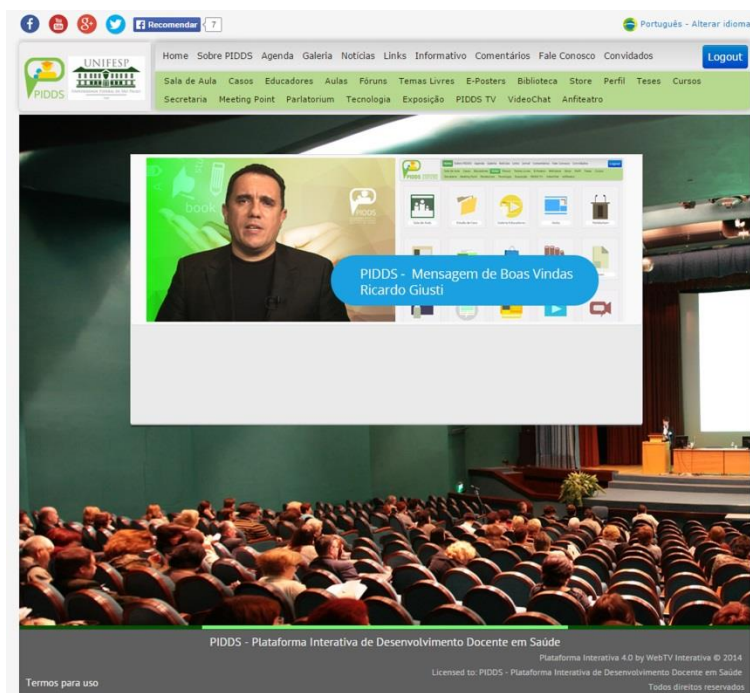 Recomendar 7
Português - Alterar idioma
PIDDS
UNIFESP
Home Sobre PIDDS Agenda Galeria Notícias Links Informativo Comentários Fale Conosco Convidados
Logout
Sala de Aula Casos Educadores Aulas Fóruns Temas Livres E-Posters Biblioteca Store Perfil Teses Cursos
Secretaria Meeting Point Parlatorium Tecnologia Exposição PIDDS TV VideoChat Anfiteatro
book
PIDDS
PIDDS - Mensagem de Boas Vindas
Ricardo Giusti
PIDDS - Plataforma Interativa de Desenvolvimento Docente em Saúde
Plataforma Interativa 4.0 by WebTV Interativa © 2014
Licensed to: PIDDS - Plataforma Interativa de Desenvolvimento Docente em Saúde
Termos para uso
Todos direitos reservados